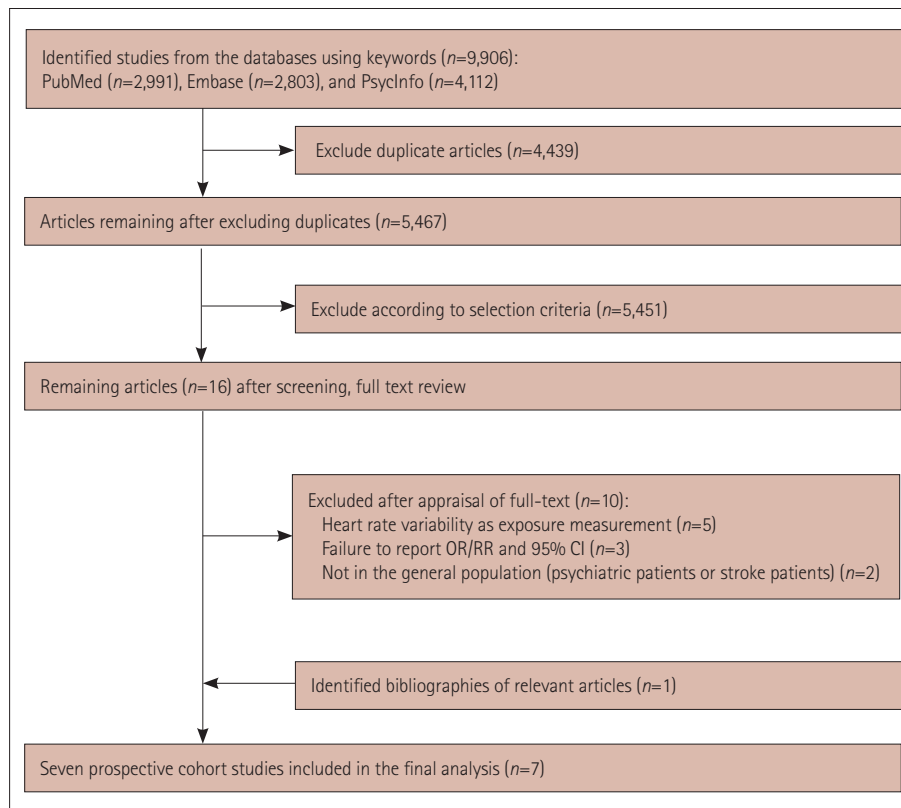 Identified studies from the databases using keywords (n=9,906):
PubMed (n=2,991), Embase (n=2,803), and PsycInfo (n=4,112)
Exclude duplicate articles (n=4,439)
Articles remaining after excluding duplicates (n=5,467)
Exclude according to selection criteria (n=5,451)
Remaining articles (n=16) after screening, full text review
Excluded after appraisal of full-text (n=10):
Heart rate variability as exposure measurement (n=5)
Failure to report OR/RR and 95% CI (n=3)
Not in the general population (psychiatric patients or stroke patients) (n=2)
Identified bibliographies of relevant articles (n=1)
Seven prospective cohort studies included in the final analysis (n=7)